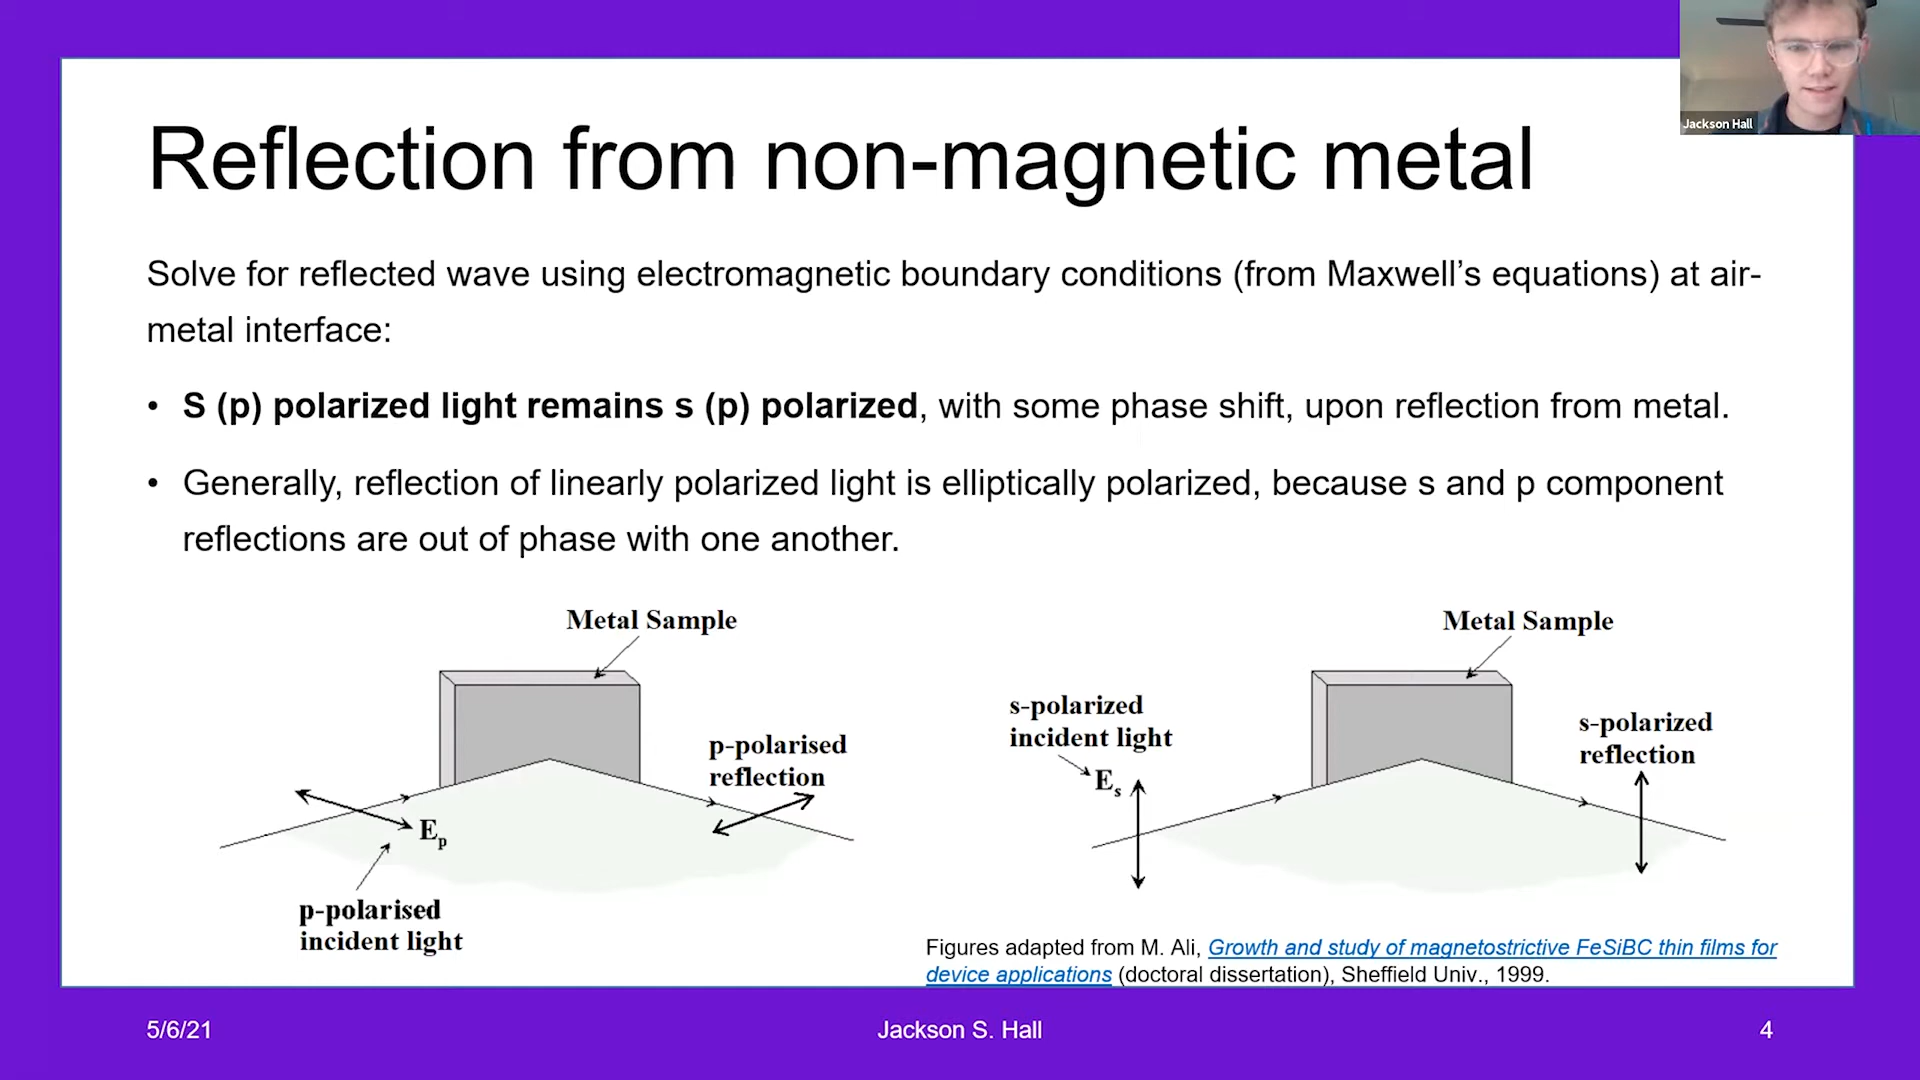 Jackson Hall
Reflection from non-magnetic metal
Solve for reflected wave using electromagnetic boundary conditions (from Maxwell’s equations) at air-
metal interface:
• S (p) polarized light remains s (p) polarized, with some phase shift, upon reflection from metal.
• Generally, reflection of linearly polarized light is elliptically polarized, because s and p component
reflections are out of phase with one another.
Metal Sample
p-polarised
reflection
Ep
p-polarised
incident light
Metal Sample
s-polarized
incident light
Es
s-polarized
reflection
Figures adapted from M. Ali, Growth and study of magnetostrictive FeSiBC thin films for
device applications (doctoral dissertation), Sheffield Univ., 1999.
5/6/21
Jackson S. Hall
4